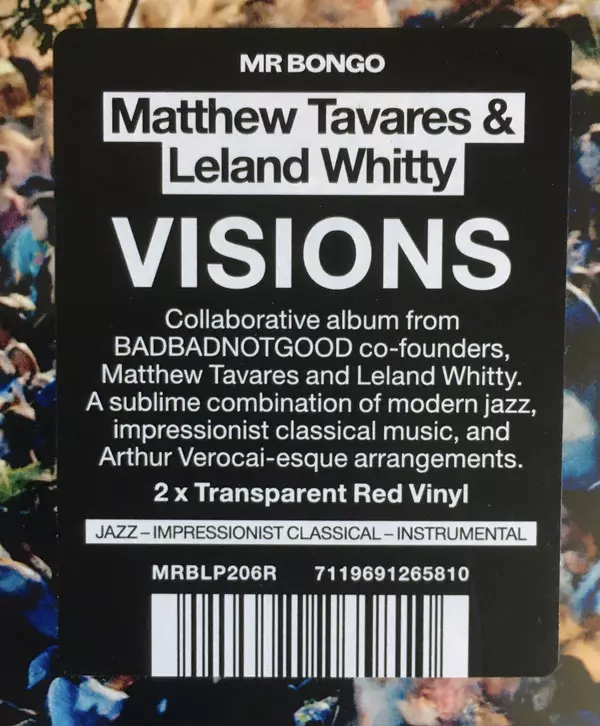 MR BONGO
Matthew Tavares &
Leland Whitty
VISIONS
Collaborative album from
BADBADNOTGOOD co-founders,
Matthew Tavares and Leland Whitty.
A sublime combination of modern jazz,
impressionist classical music, and
Arthur Verocai-esque arrangements.
2 x Transparent Red Vinyl
JAZZ – IMPRESSIONIST CLASSICAL – INSTRUMENTAL
MRBLP206R 7119691265810